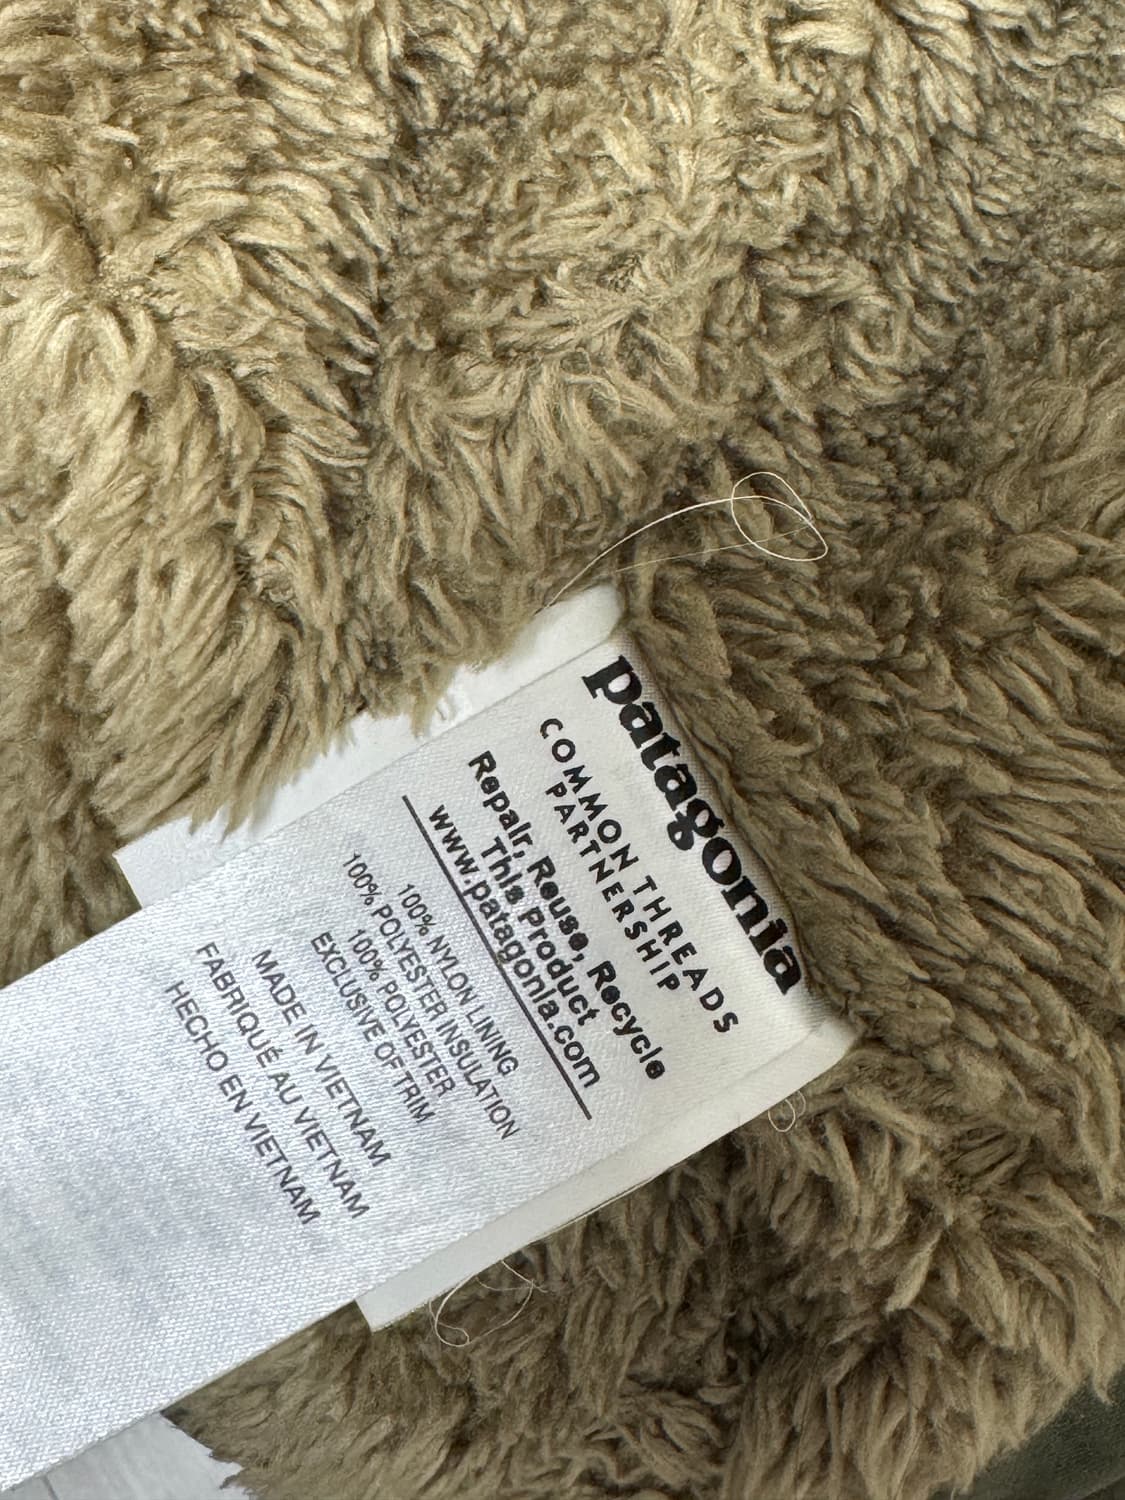 patagonia
COMMON THREADS
PARTNERSHIP
Repair, Reuse, Recycle
This Product
www.patagonia.com
100% NYLON LINING
100% POLYESTER INSULATION
100% POLYESTER
EXCLUSIVE OF TRIM
MADE IN VIETNAM
FABRIQUÉ AU VIETNAM
HECHO EN VIETNAM